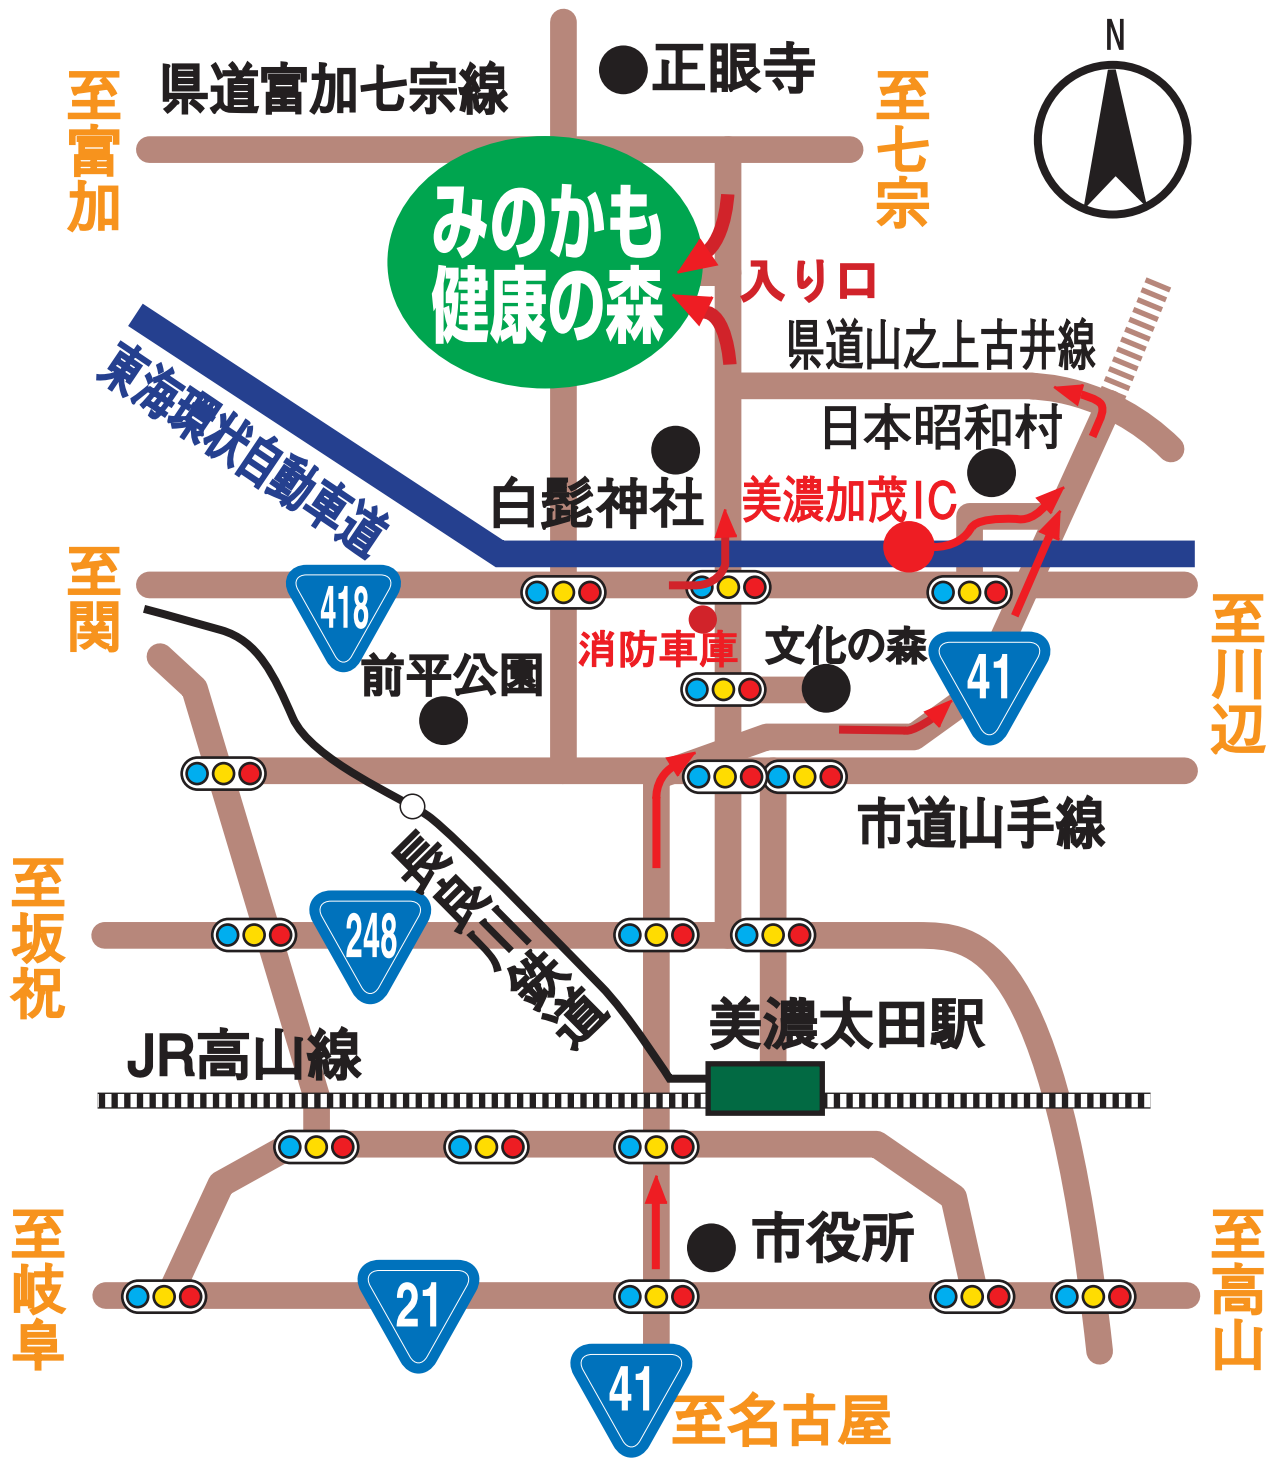 N
正眼寺
県道富加七宗線
至富加
至七宗
みのかも
健康の森
入り口
県道山之上古井線
東海環状自動車道
日本昭和村
白髭神社
美濃加茂IC
至関
418
消防車庫
文化の森
前平公園
41
至川辺
市道山手線
長良川鉄道
至坂祝
248
美濃太田駅
JR高山線
市役所
至岐阜
至高山
21
41
至名古屋